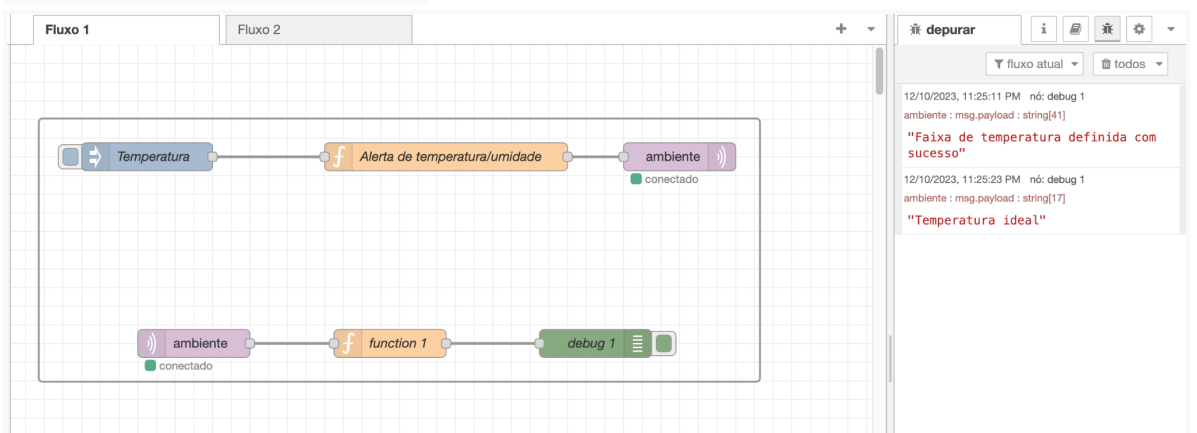 Fluxo 1
Fluxo 2
depurar
i
fluxo atual
todos
12/10/2023, 11:25:11 PM nó: debug 1
ambiente : msg.payload : string[41]
"Faixa de temperatura definida com
sucesso"
12/10/2023, 11:25:23 PM nó: debug 1
ambiente : msg.payload : string[17]
"Temperatura ideal"
Temperatura
f
Alerta de temperatura/umidade
ambiente
conectado
ambiente
conectado
f
function 1
debug 1